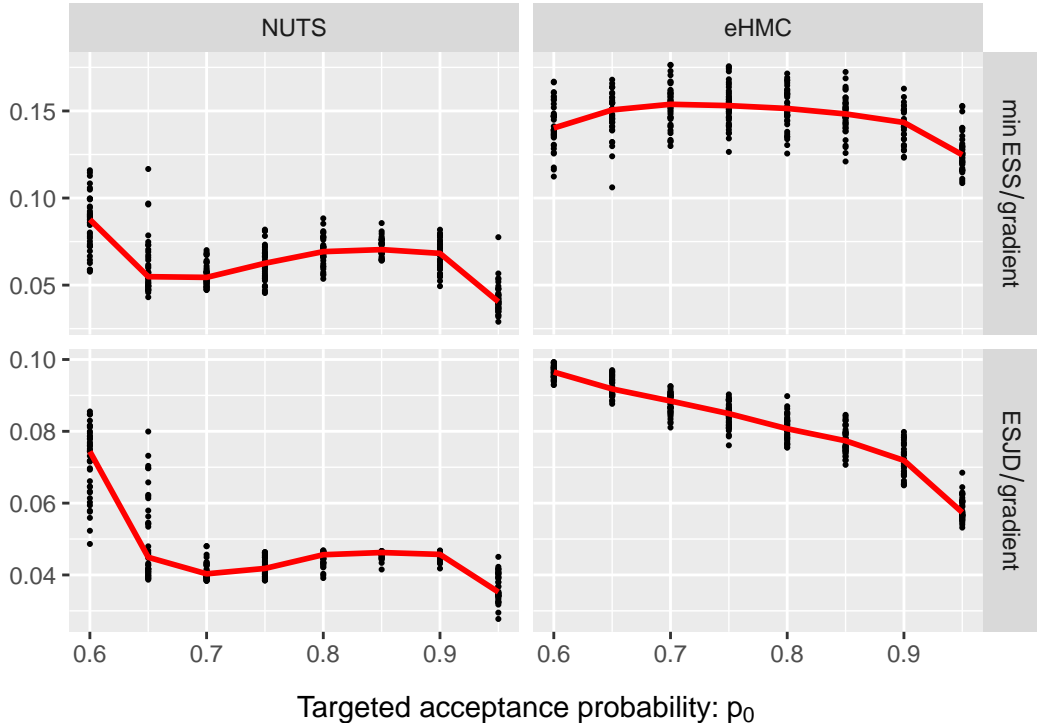 NUTS eHMC
0.15
0.10
0.05
min ESS/gradient
0.10
0.08
0.06
0.04
ESJD/gradient
0.6 0.7 0.8 0.9 0.6 0.7 0.8 0.9
Targeted acceptance probability: p₀